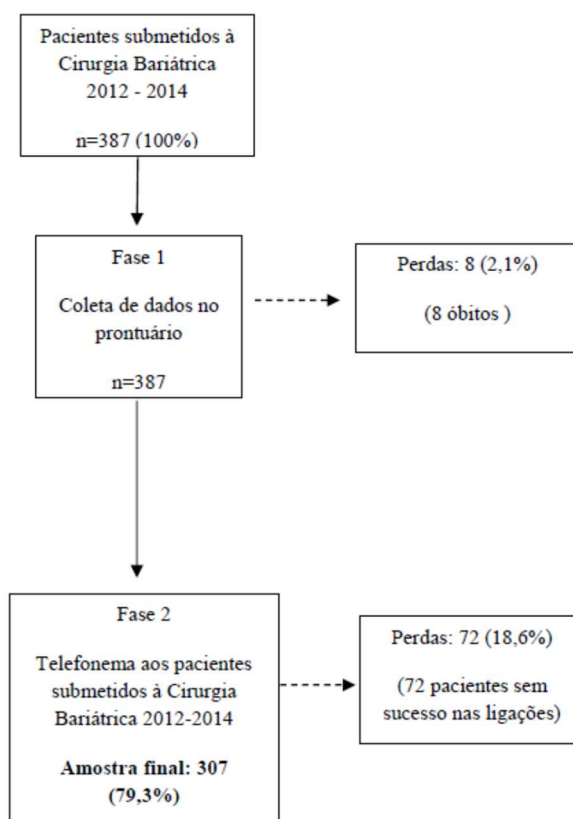 Pacientes submetidos à
Cirurgia Bariátrica
2012 - 2014
n=387 (100%)
Fase 1
Coleta de dados no
prontuário
n=387
Perdas: 8 (2,1%)
(8 óbitos )
Fase 2
Telefonema aos pacientes
submetidos à Cirurgia
Bariátrica 2012-2014
Amostra final: 307
(79,3%)
Perdas: 72 (18,6%)
(72 pacientes sem
sucesso nas ligações)